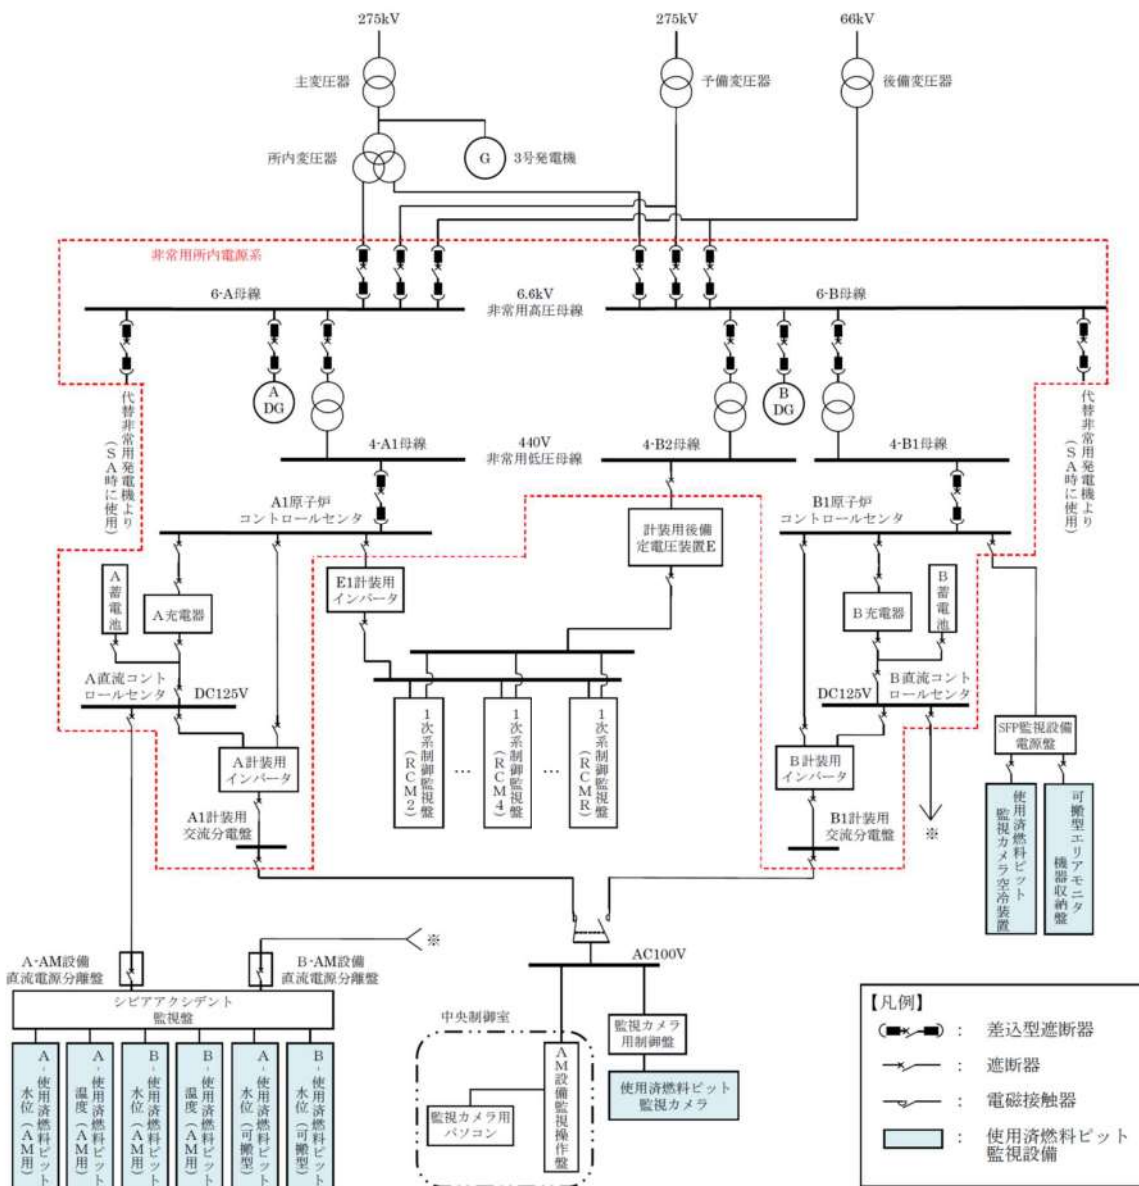 275kV
275kV
66kV
主変圧器
予備変圧器
後備変圧器
所内変圧器
G
3号発電機
非常用所内電源系
6-A母線
6.6kV
非常用高圧母線
6-B母線
A
DG
B
DG
代替非常用発電機より
(SA時に使用)
代替非常用発電機より
(SA時に使用)
4-A1母線
440V
非常用低圧母線
4-B2母線
4-B1母線
A1原子炉
コントロールセンタ
計装用後備
定電圧装置E
B1原子炉
コントロールセンタ
A蓄電池
A充電器
E1計装用
インバータ
B充電器
B蓄電池
A直流コント
ロールセンタ
DC125V
DC125V
B直流コント
ロールセンタ
1次系制御監視盤
(RCM2)
…
1次系制御監視盤
(RCM4)
…
1次系制御監視盤
(RCMR)
A計装用
インバータ
B計装用
インバータ
SFP監視設備
電源盤
A1計装用
交流分電盤
B1計装用
交流分電盤
※
使用済燃料ピット
監視カメラ空冷装置
可搬型エリアモニタ
機器収納盤
A-AM設備
直流電源分離盤
B-AM設備
直流電源分離盤
※
AC100V
シビアアクシデント
監視盤
A-使用済燃料ピット
水位(AM用)
A-使用済燃料ピット
温度(AM用)
B-使用済燃料ピット
水位(AM用)
B-使用済燃料ピット
温度(AM用)
A-使用済燃料ピット
水位(可搬型)
B-使用済燃料ピット
水位(可搬型)
中央制御室
監視カメラ用
パソコン
AM設備監視操作盤
監視カメラ
用制御盤
使用済燃料ピット
監視カメラ
【凡例】
: 差込型遮断器
: 遮断器
: 電磁接触器
: 使用済燃料ピット
監視設備